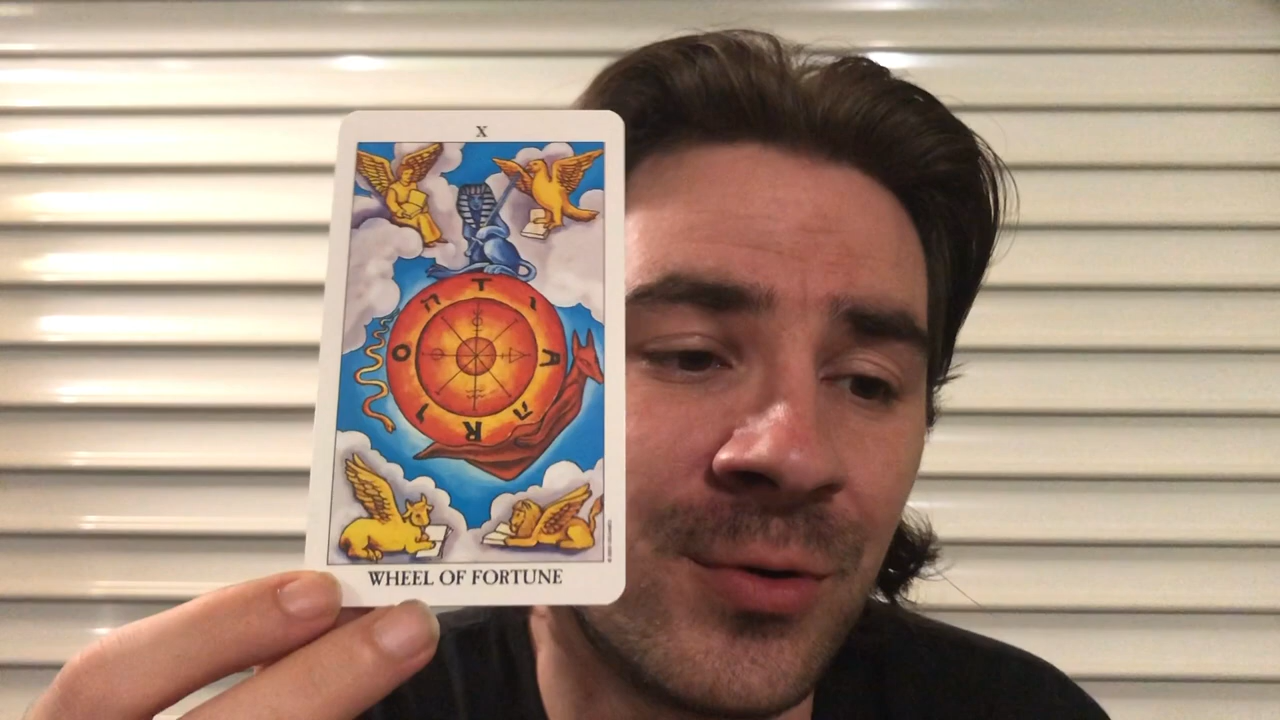 X
ה T י
O A
ו R ה
WHEEL OF FORTUNE